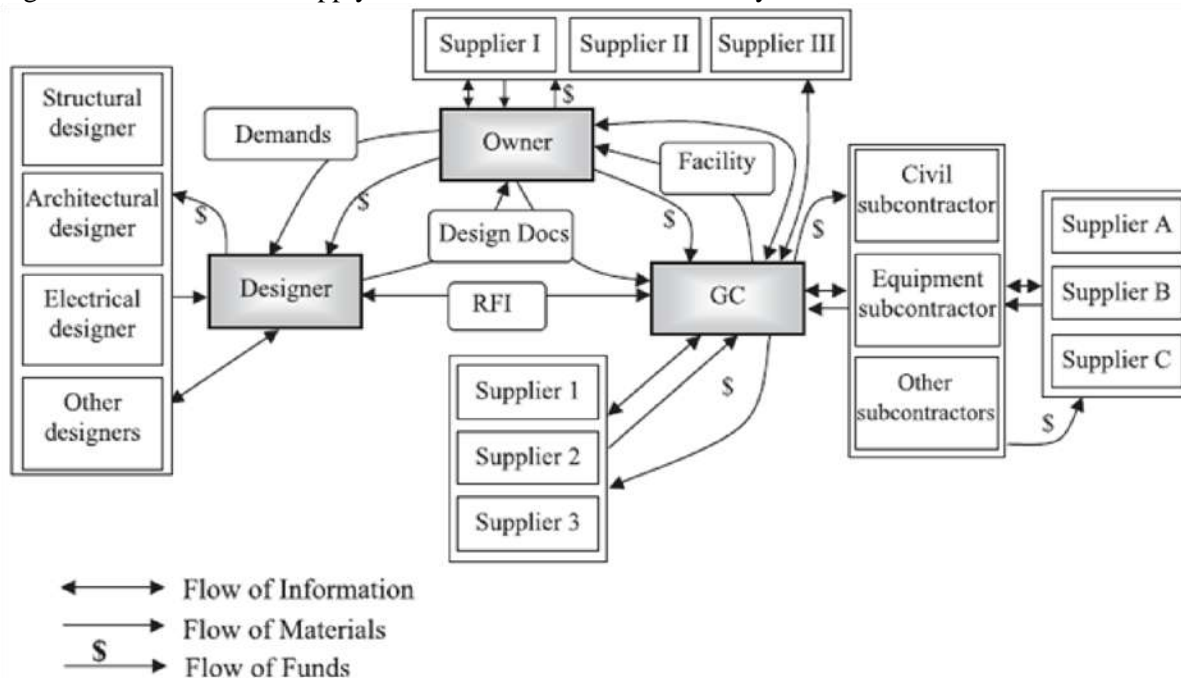 Supplier I
Supplier II
Supplier III
$
Structural
designer
Architectural
designer
Electrical
designer
Other
designers
$
Demands
Owner
Facility
$
Design Docs
$
$
Designer
RFI
GC
Civil
subcontractor
Equipment
subcontractor
Other
subcontractors
Supplier A
Supplier B
Supplier C
$
Supplier 1
Supplier 2
Supplier 3
$
Flow of Information
Flow of Materials
$
Flow of Funds